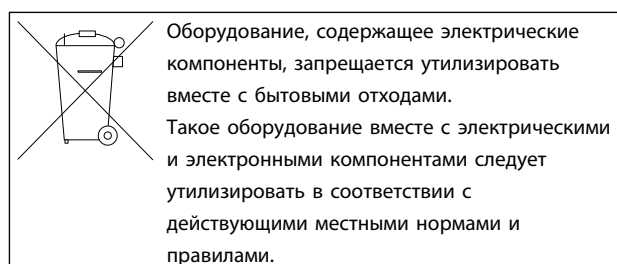 Оборудование, содержащее электрические
компоненты, запрещается утилизировать
вместе с бытовыми отходами.
Такое оборудование вместе с электрическими
и электронными компонентами следует
утилизировать в соответствии с
действующими местными нормами и
правилами.